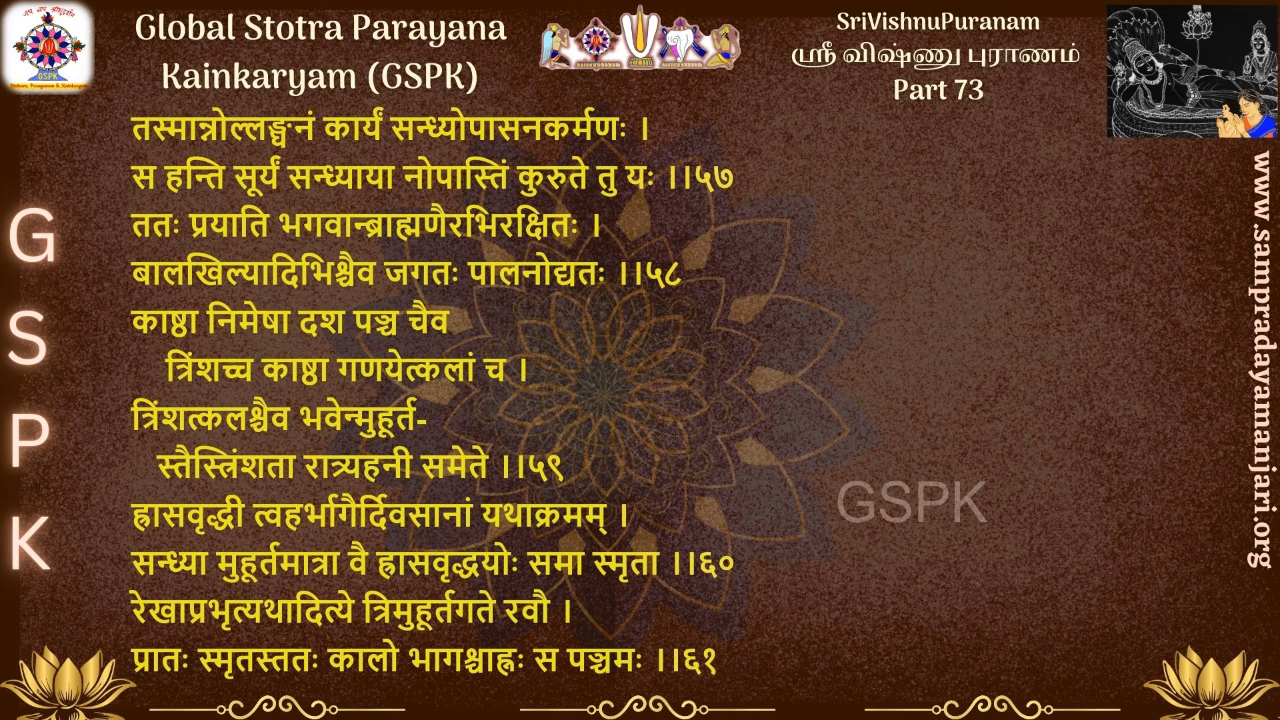 Global Stotra Parayana
Kainkaryam (GSPK)
SriVishnuPuranam
ஸ்ரீ விஷ்ணு புராணம்
Part 73
GSPK
तस्मान्नोल्लङ्घनं कार्यं सन्ध्योपासनकर्मणः ।
स हन्ति सूर्यं सन्ध्याया नोपास्तिं कुरुते तु यः ।।५७
ततः प्रयाति भगवान्ब्राह्मणैरभिरक्षितः ।
बालखिल्यादिभिश्चैव जगतः पालनोद्यतः ।।५८
काष्ठा निमेषा दश पञ्च चैव
त्रिंशच्च काष्ठा गणयेत्कलां च ।
त्रिंशत्कलश्चैव भवेन्मुहूर्त-
स्तैस्त्रिंशता रात्र्यहनी समेते ।।५९
ह्रासवृद्धी त्वहर्भागैर्दिवसानां यथाक्रमम् ।
सन्ध्या मुहूर्तमात्रा वै ह्रासवृद्धयोः समा स्मृता ।।६०
रेखाप्रभृत्यथादित्ये त्रिमुहूर्तगते रवौ ।
प्रातः स्मृतस्ततः कालो भागश्चाह्नः स पञ्चमः ।।६१
G
S
P
K
GSPK
www.sampradayamanjari.org